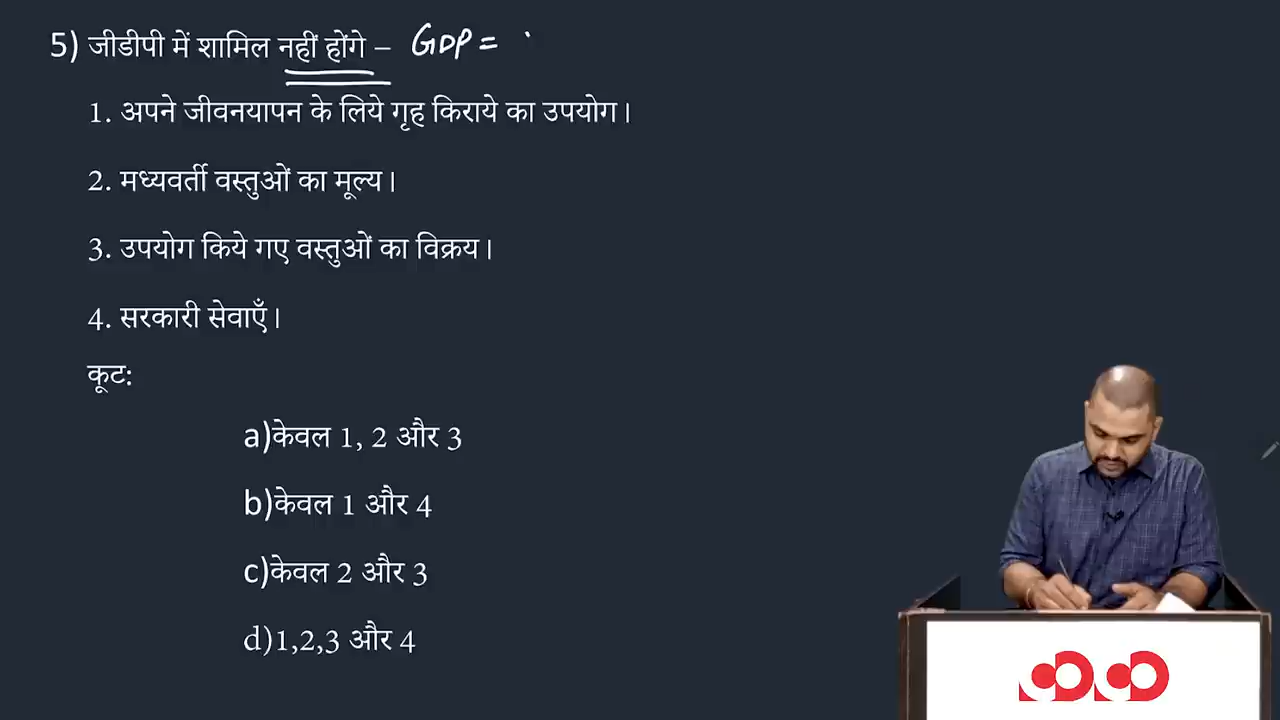 5) जीडीपी में शामिल नहीं होंगे – GDP =
1. अपने जीवनयापन के लिये गृह किराये का उपयोग।
2. मध्यवर्ती वस्तुओं का मूल्य।
3. उपयोग किये गए वस्तुओं का विक्रय।
4. सरकारी सेवाएँ।
कूट:
a)केवल 1, 2 और 3
b)केवल 1 और 4
c)केवल 2 और 3
d)1,2,3 और 4